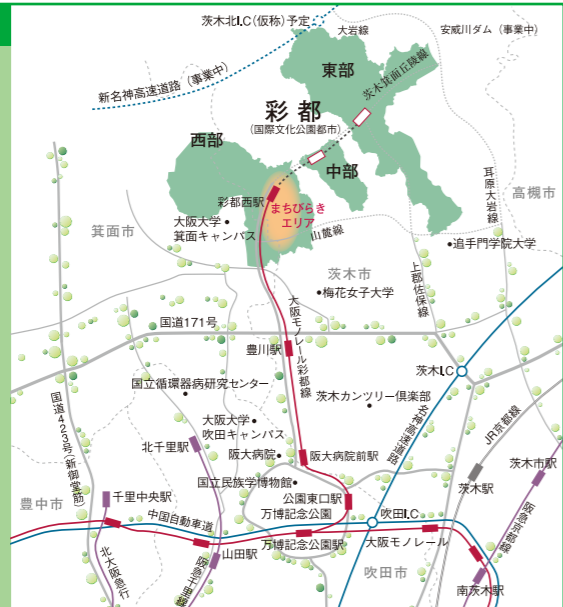 茨木北I.C(仮称)予定
大岩線
安威川ダム(事業中)
新名神高速道路(事業中)
東部
茨木箕面丘陵線
彩都
(国際文化公園都市)
西部
中部
彩都西駅
まちびらき
エリア
耳原大岩線
高槻市
大阪大学
箕面キャンパス
山麓線
箕面市
追手門学院大学
茨木市
上郡佐保線
梅花女子大学
大阪モノレール彩都線
国道171号
豊川駅
茨木I.C
国立循環器病研究センター
茨木カンツリー倶楽部
国道423号(新御堂筋)
大阪大学
吹田キャンパス
名神高速道路
JR京都線
北千里駅
阪大病院
阪大病院前駅
茨木市駅
国立民族学博物館
茨木駅
豊中市
千里中央駅
公園東口駅
万博記念公園
阪急京都線
中国自動車道
吹田I.C
万博記念公園駅
大阪モノレール
山田駅
北大阪急行
阪急千里線
吹田市
南茨木駅